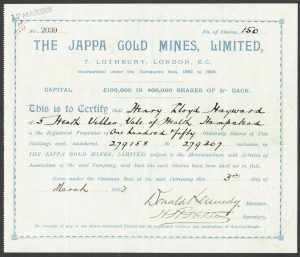 No. 2039 No. of Shares. 150
THE JAPPA GOLD MINES, LIMITED,
7, LOTHBURY, LONDON, E.C.
Incorporated under the Companies Acts, 1862 to 1900.
CAPITAL £100,000 IN 400,000 SHARES OF 5/- EACH.
This is to Certify that Henry Lloyd Hayward
of 5 Heath Villas, Vale of Health Hampstead
is the Registered Proprietor of One hundred & fifty Ordinary Shares of Five
Shillings each, numbered 279158 to 279307 inclusive, in
THE JAPPA GOLD MINES, LIMITED, subject to the Memorandum and Articles of
Association of the said Company, and that the said Shares have been paid up in full.
Given under the Common Seal of the said Company, this 3rd day of
March 1903
Director.
Secretary.